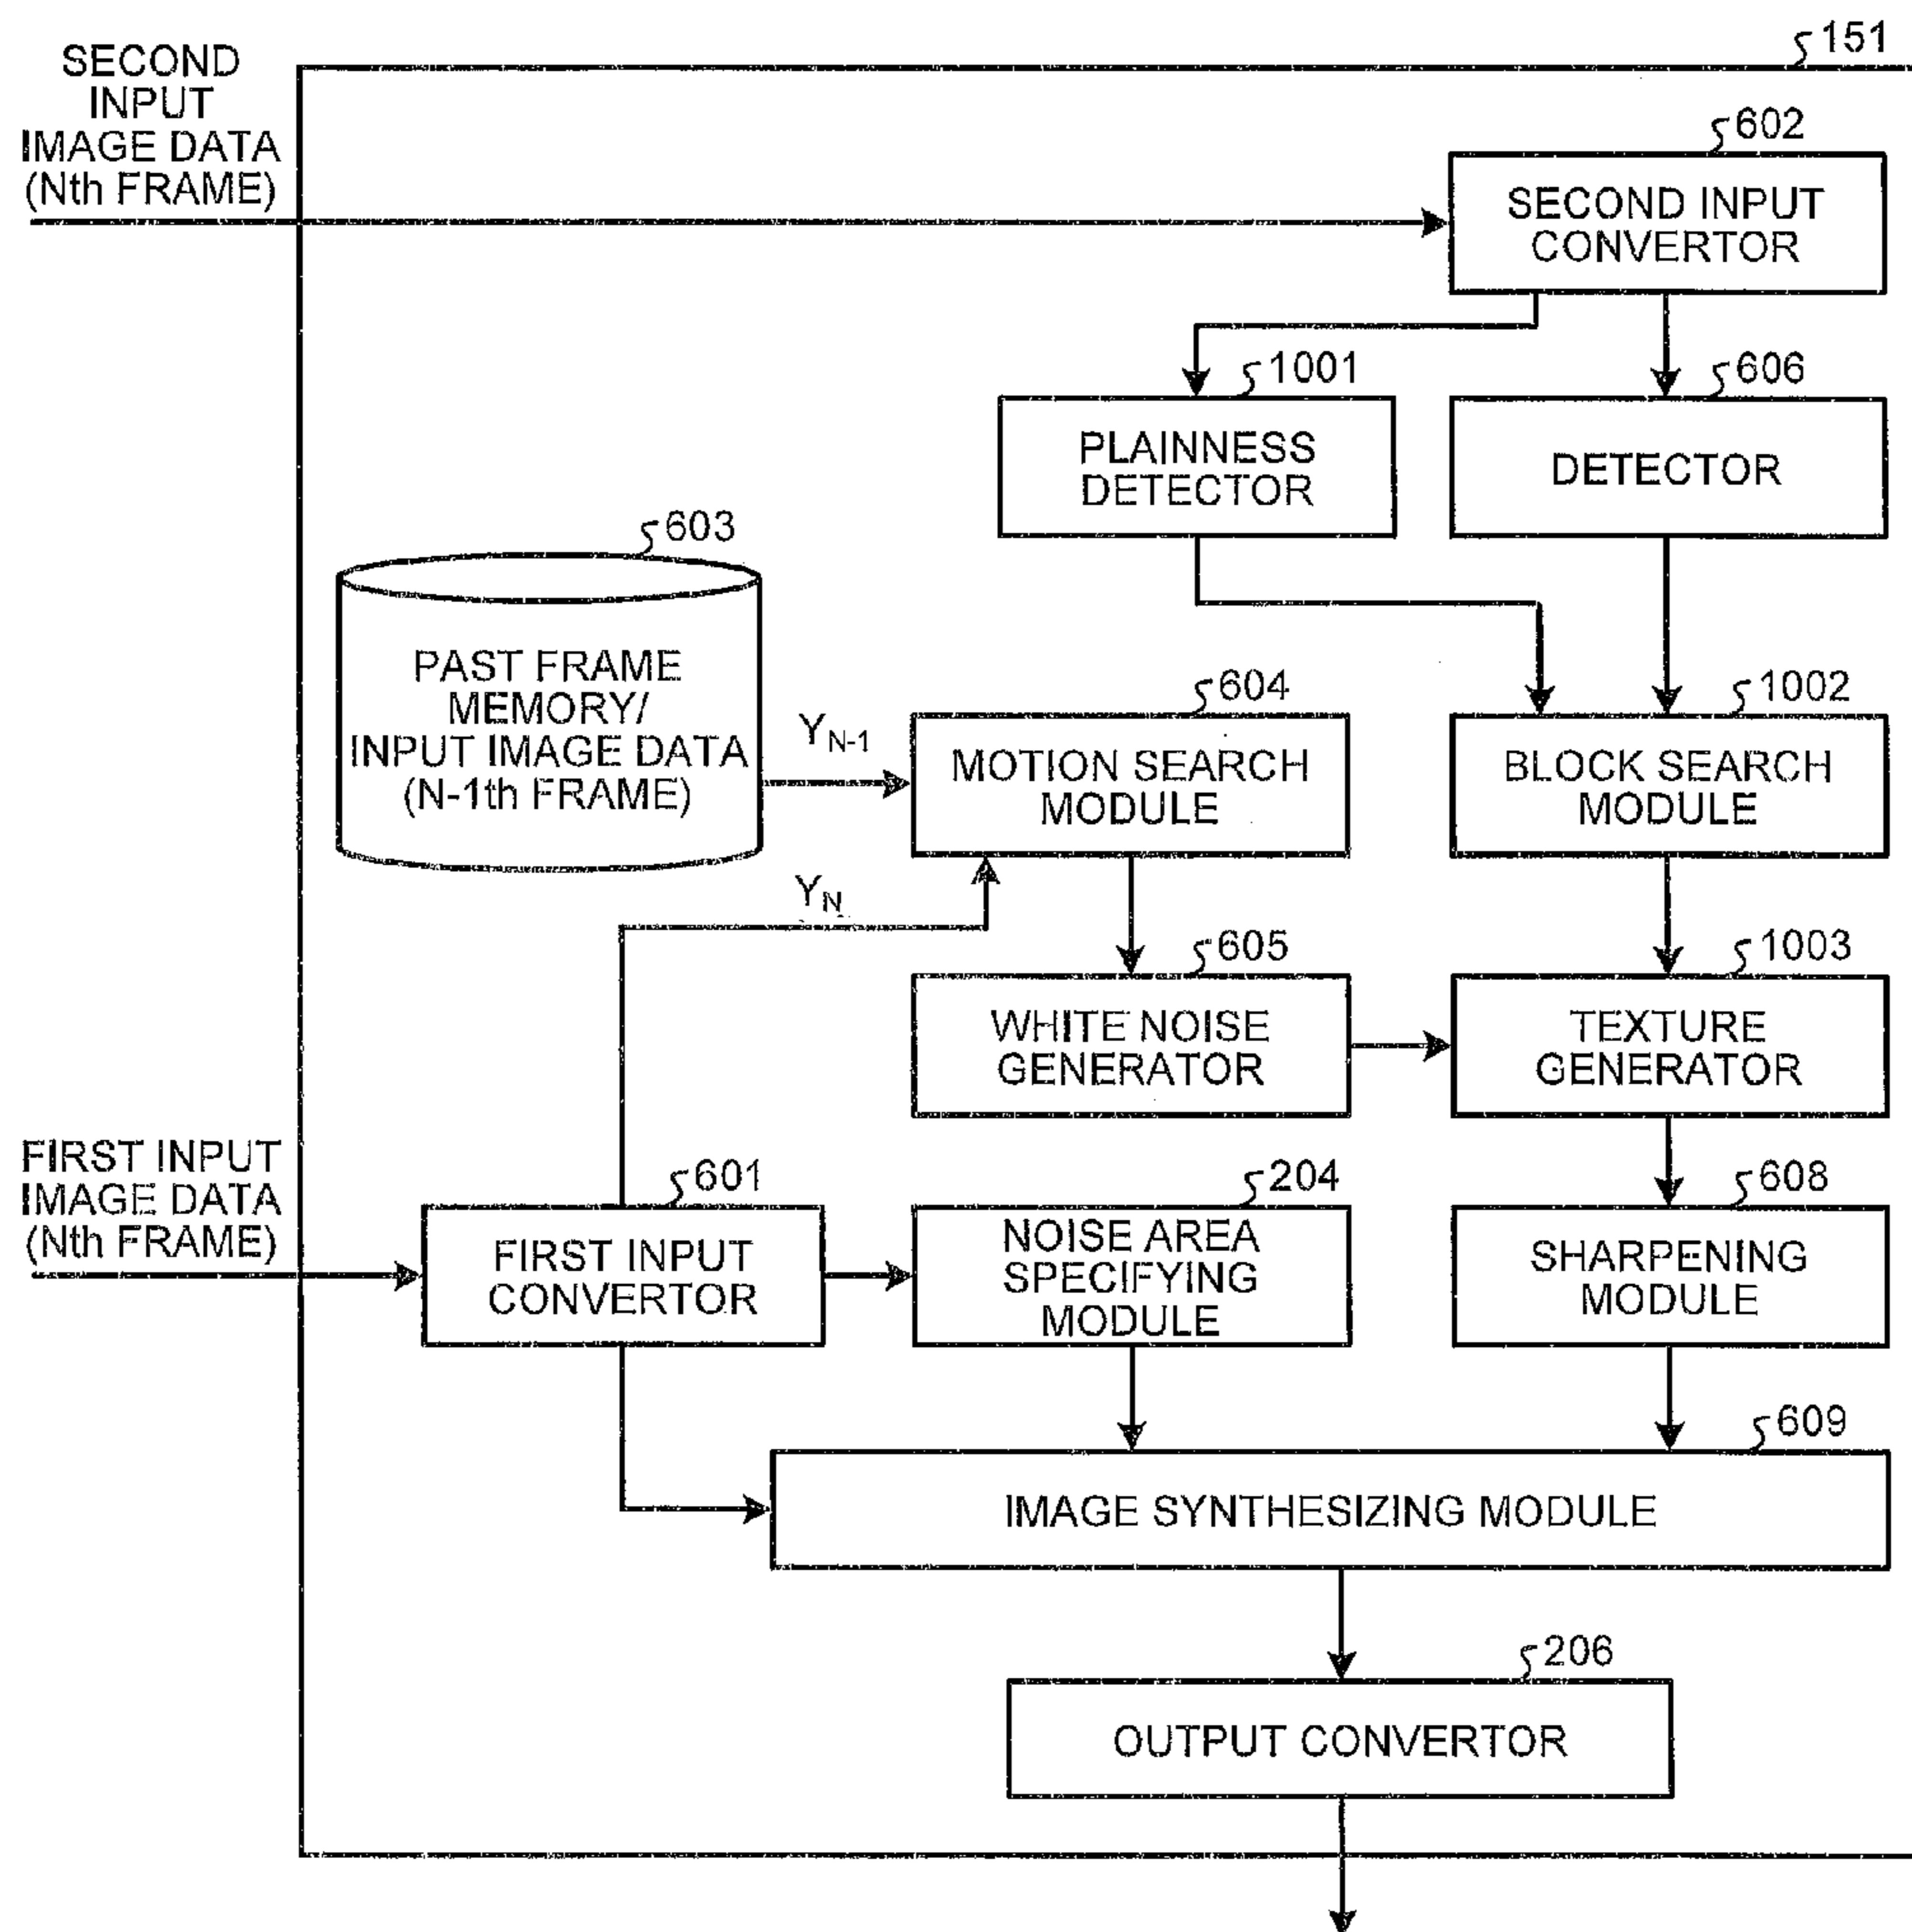 151
SECOND
INPUT
IMAGE DATA
(Nth FRAME)
602
SECOND INPUT
CONVERTOR
1001
PLAINNESS
DETECTOR
606
DETECTOR
603
PAST FRAME
MEMORY/
INPUT IMAGE DATA
(N-1th FRAME)
YN-1
604
MOTION SEARCH
MODULE
1002
BLOCK SEARCH
MODULE
YN
605
WHITE NOISE
GENERATOR
1003
TEXTURE
GENERATOR
FIRST INPUT
IMAGE DATA
(Nth FRAME)
601
FIRST INPUT
CONVERTOR
204
NOISE AREA
SPECIFYING
MODULE
608
SHARPENING
MODULE
609
IMAGE SYNTHESIZING MODULE
206
OUTPUT CONVERTOR